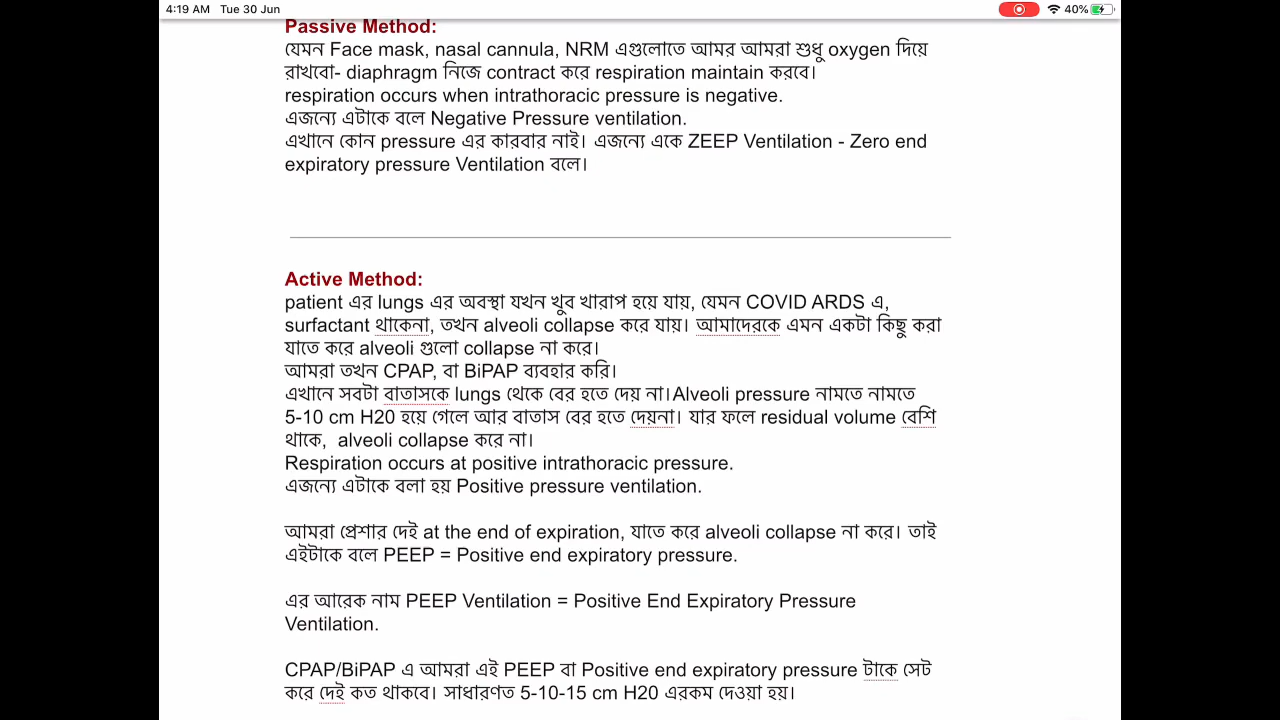 4:19 AM Tue 30 Jun 40%
Passive Method:
যেমন Face mask, nasal cannula, NRM এগুলোতে আমর আমরা শুধু oxygen দিয়ে
রাখবো- diaphragm নিজে contract করে respiration maintain করবে।
respiration occurs when intrathoracic pressure is negative.
এজন্যে এটাকে বলে Negative Pressure ventilation.
এখানে কোন pressure এর কারবার নাই। এজন্যে একে ZEEP Ventilation - Zero end
expiratory pressure Ventilation বলে।
Active Method:
patient এর lungs এর অবস্থা যখন খুব খারাপ হয়ে যায়, যেমন COVID ARDS এ,
surfactant থাকেনা, তখন alveoli collapse করে যায়। আমাদেরকে এমন একটা কিছু করা
যাতে করে alveoli গুলো collapse না করে।
আমরা তখন CPAP, বা BiPAP ব্যবহার করি।
এখানে সবটা বাতাসকে lungs থেকে বের হতে দেয় না।Alveoli pressure নামতে নামতে
5-10 cm H20 হয়ে গেলে আর বাতাস বের হতে দেয়না। যার ফলে residual volume বেশি
থাকে, alveoli collapse করে না।
Respiration occurs at positive intrathoracic pressure.
এজন্যে এটাকে বলা হয় Positive pressure ventilation.
আমরা প্রেশার দেই at the end of expiration, যাতে করে alveoli collapse না করে। তাই
এইটাকে বলে PEEP = Positive end expiratory pressure.
এর আরেক নাম PEEP Ventilation = Positive End Expiratory Pressure
Ventilation.
CPAP/BiPAP এ আমরা এই PEEP বা Positive end expiratory pressure টাকে সেট
করে দেই কত থাকবে। সাধারণত 5-10-15 cm H20 এরকম দেওয়া হয়।